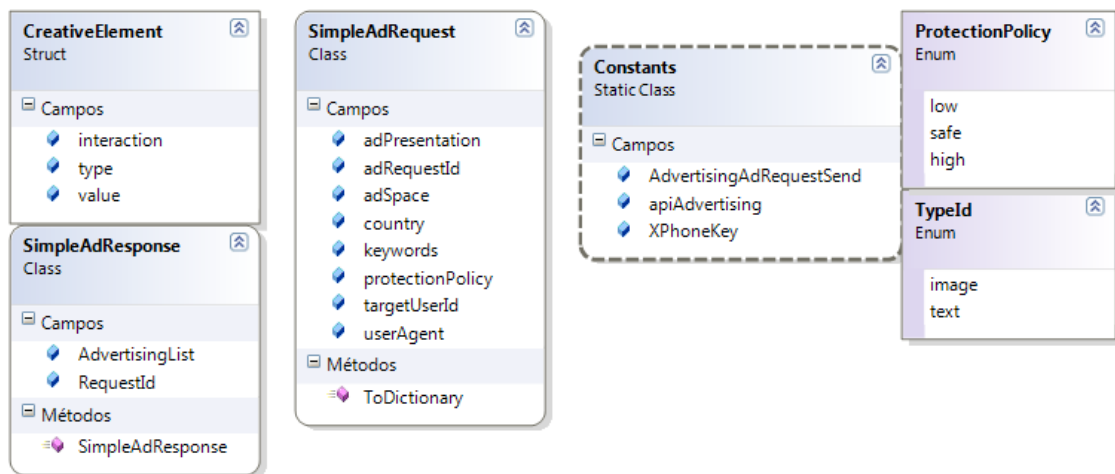 CreativeElement
Struct
Campos
interaction
type
value
SimpleAdResponse
Class
Campos
AdvertisingList
RequestId
Métodos
SimpleAdResponse
SimpleAdRequest
Class
Campos
adPresentation
adRequestId
adSpace
country
keywords
protectionPolicy
targetUserId
userAgent
Métodos
ToDictionary
Constants
Static Class
Campos
AdvertisingAdRequestSend
apiAdvertising
XPhoneKey
ProtectionPolicy
Enum
low
safe
high
TypeId
Enum
image
text